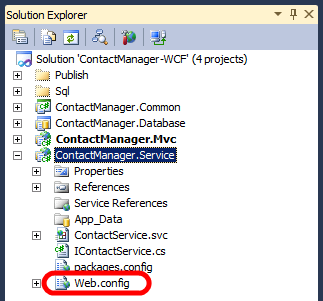 Solution Explorer
Solution 'ContactManager-WCF' (4 projects)
Publish
Sql
ContactManager.Common
ContactManager.Database
ContactManager.Mvc
ContactManager.Service
Properties
References
Service References
App_Data
ContactService.svc
IContactService.cs
packages.config
Web.config